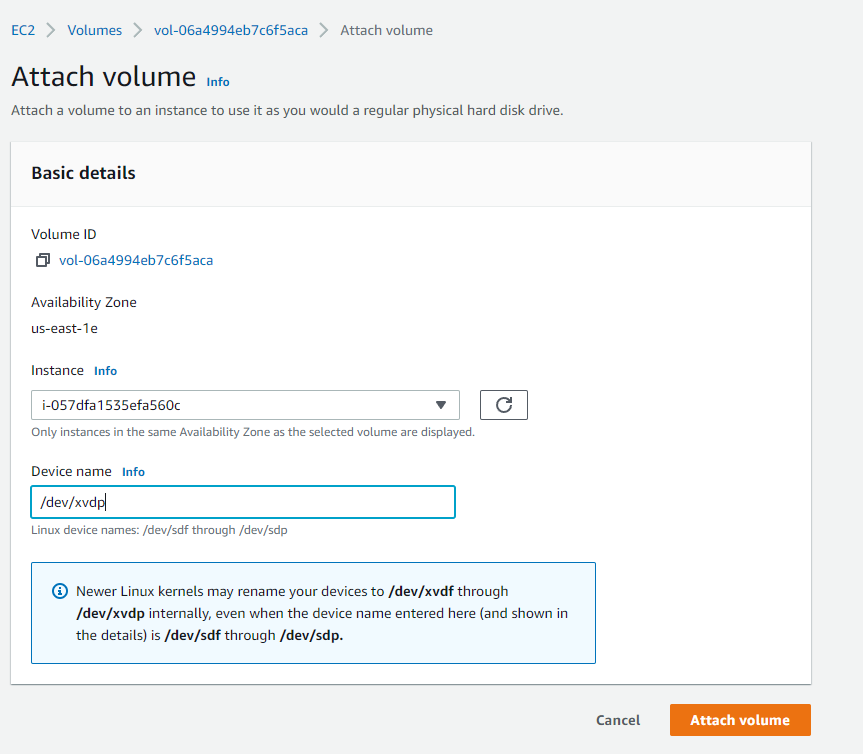 EC2 > Volumes > vol-06a4994eb7c6f5aca > Attach volume
Attach volume Info
Attach a volume to an instance to use it as you would a regular physical hard disk drive.
Basic details
Volume ID
vol-06a4994eb7c6f5aca
Availability Zone
us-east-1e
Instance Info
i-057dfa1535efa560c
Only instances in the same Availability Zone as the selected volume are displayed.
Device name Info
/dev/xvdp
Linux device names: /dev/sdf through /dev/sdp
Newer Linux kernels may rename your devices to /dev/xvdf through
/dev/xvdp internally, even when the device name entered here (and shown in
the details) is /dev/sdf through /dev/sdp.
Cancel Attach volume